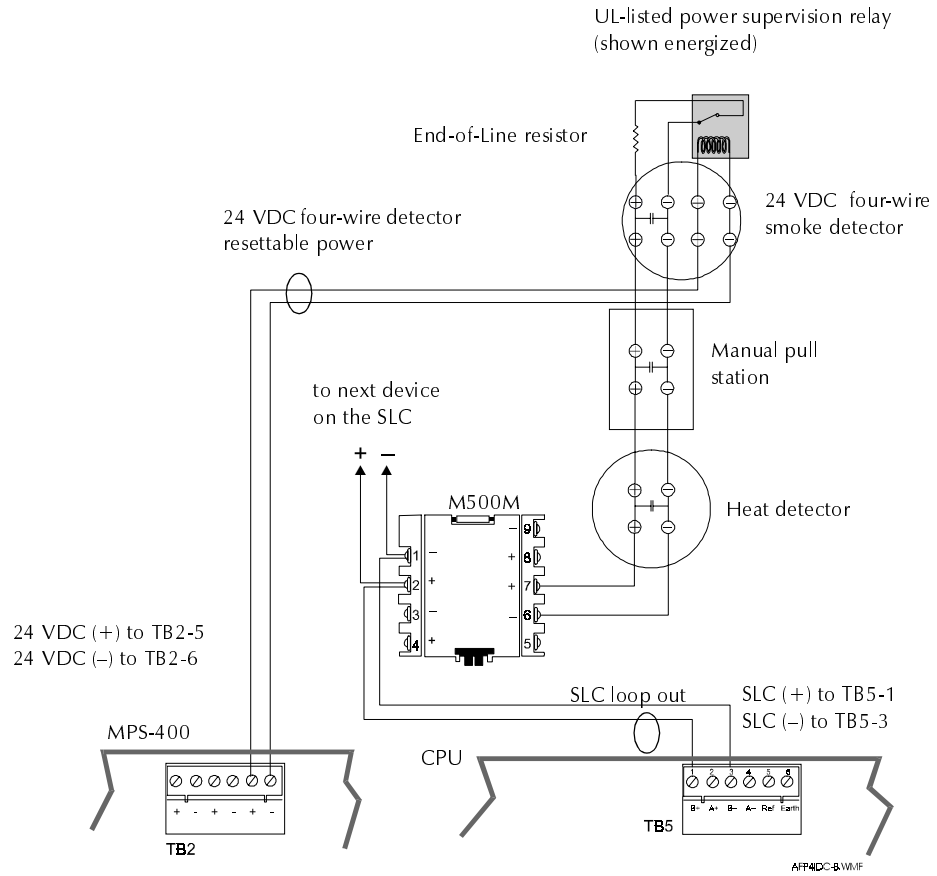 UL-listed power supervision relay
(shown energized)
End-of-Line resistor
24 VDC four-wire
smoke detector
24 VDC four-wire detector
resettable power
Manual pull
station
to next device
on the SLC
+ –
M500M
Heat detector
1 – – 9
2 + + 8
3 – + 7
4 + – 6
5
24 VDC (+) to TB2-5
24 VDC (–) to TB2-6
SLC loop out
SLC (+) to TB5-1
SLC (–) to TB5-3
MPS-400
CPU
1 2 3 4 5 6
+ - + - + -
B+ A+ B– A– Ref Earth
TB2
TB5
AFP4IDC-B.WMF